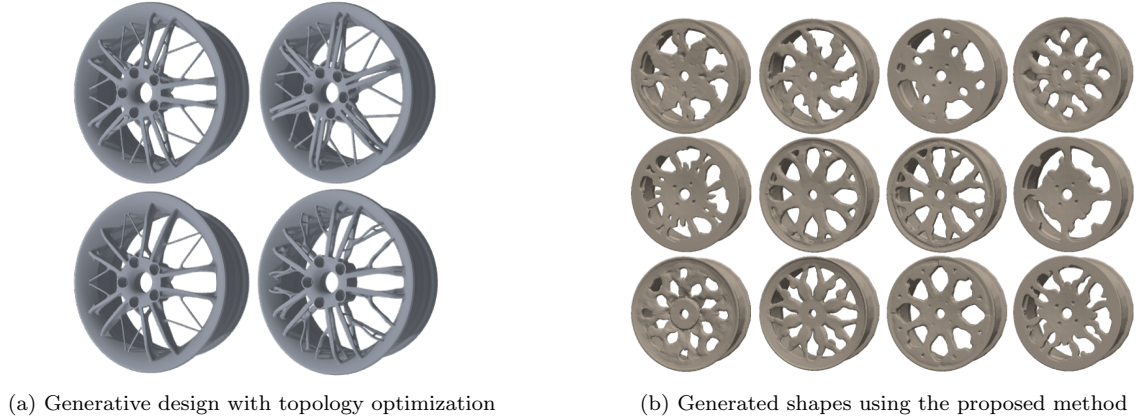 (a) Generative design with topology optimization
(b) Generated shapes using the proposed method